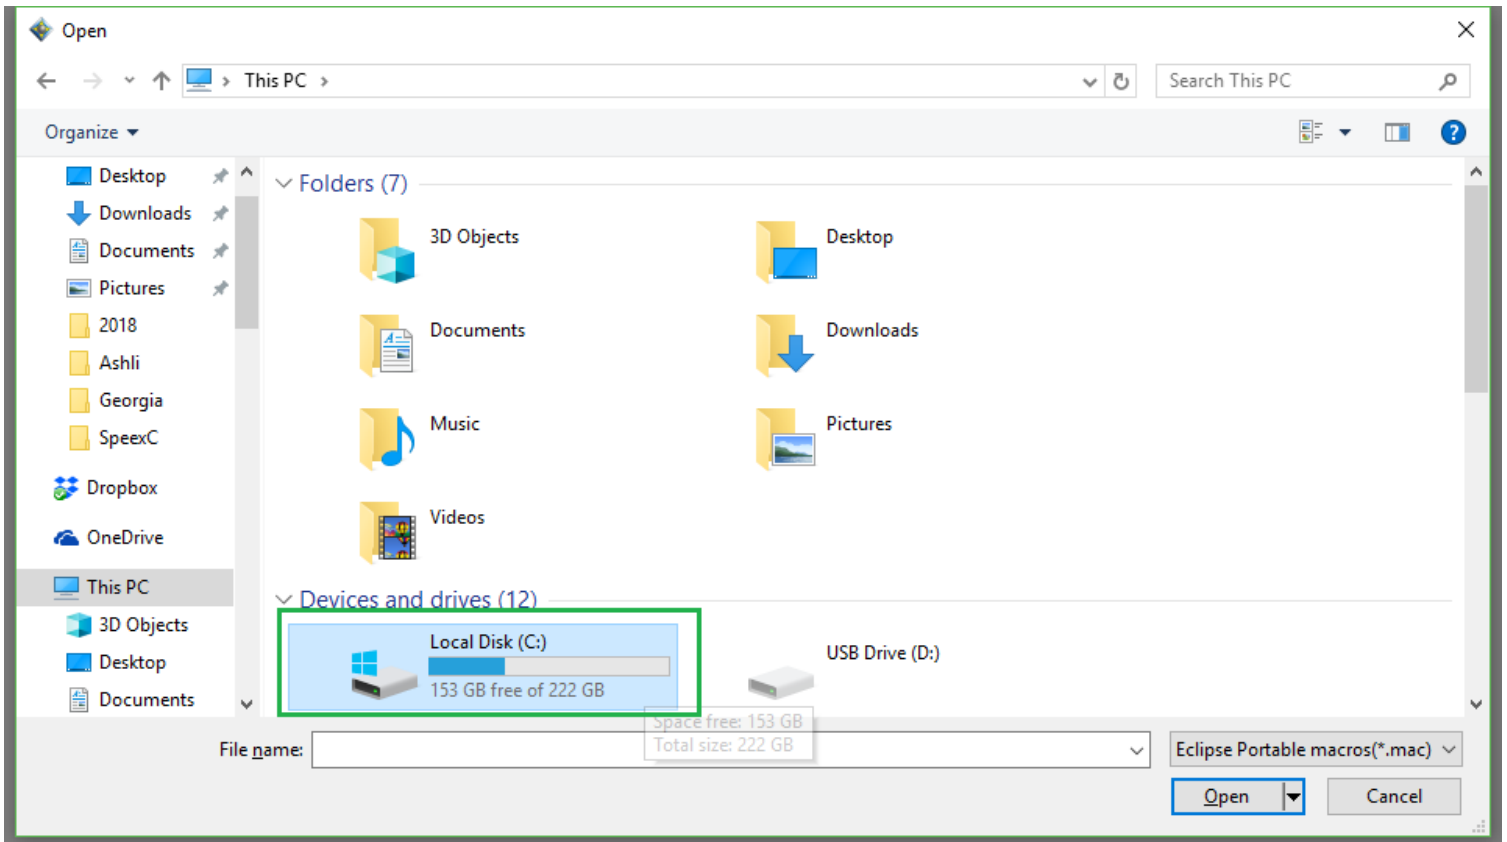 Open
This PC
Search This PC
Organize
Desktop
Downloads
Documents
Pictures
2018
Ashli
Georgia
SpeexC
Dropbox
OneDrive
This PC
3D Objects
Desktop
Documents
Folders (7)
3D Objects
Desktop
Documents
Downloads
Music
Pictures
Videos
Devices and drives (12)
Local Disk (C:)
153 GB free of 222 GB
USB Drive (D:)
Space free: 153 GB
Total size: 222 GB
File name:
Eclipse Portable macros(*.mac)
Open
Cancel